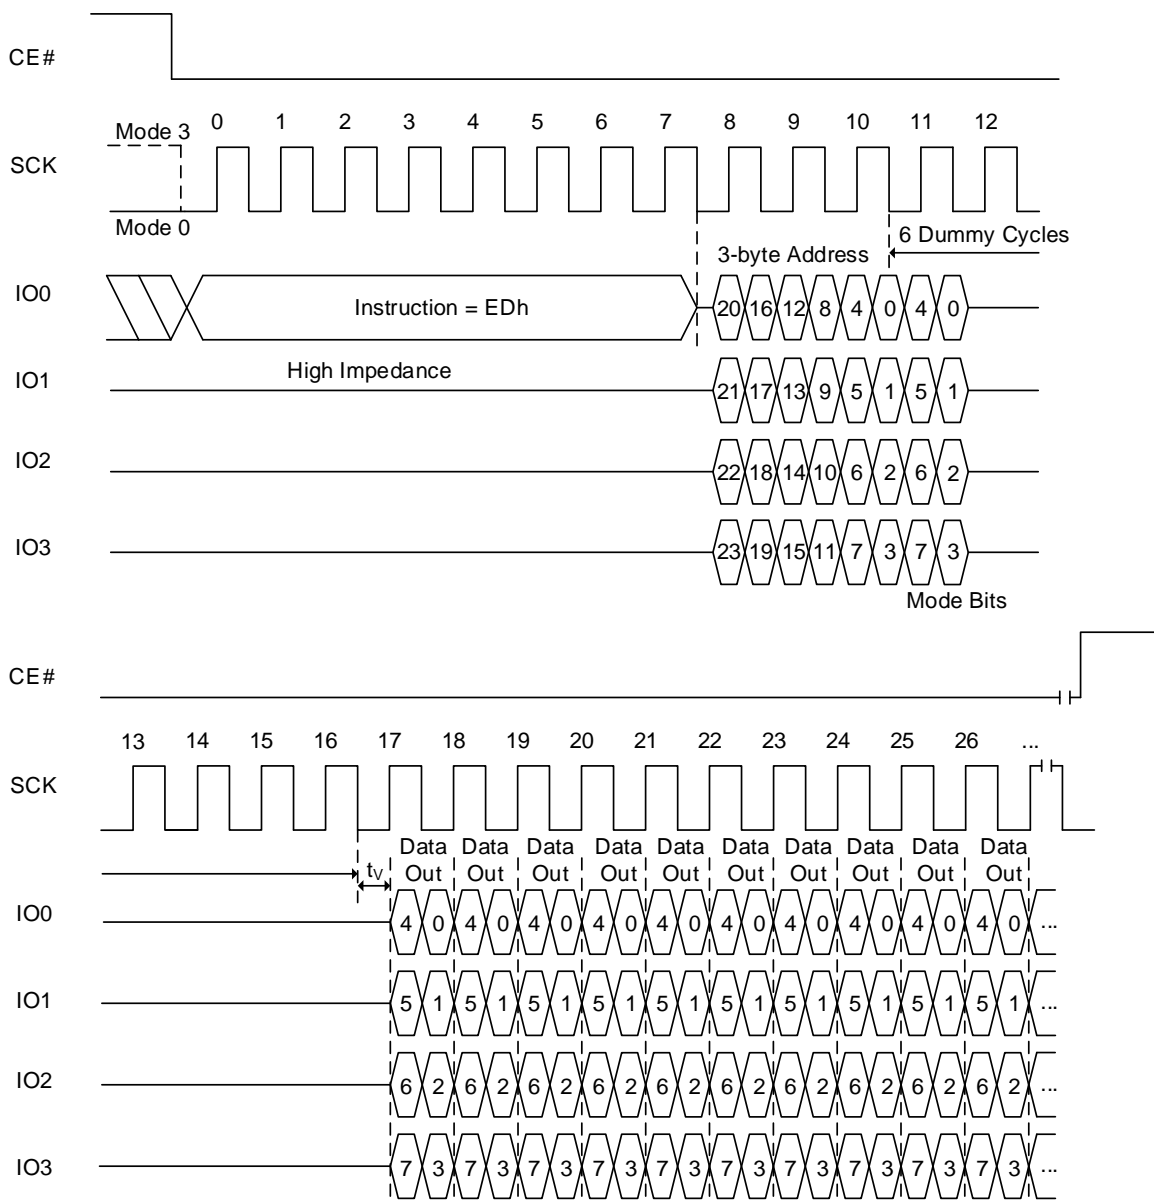 CE#
Mode 3 0 1 2 3 4 5 6 7 8 9 10 11 12
SCK
Mode 0
3-byte Address 6 Dummy Cycles
IO0 Instruction = EDh 20 16 12 8 4 0 4 0
IO1 High Impedance 21 17 13 9 5 1 5 1
IO2 22 18 14 10 6 2 6 2
IO3 23 19 15 11 7 3 7 3
Mode Bits
CE#
13 14 15 16 17 18 19 20 21 22 23 24 25 26 ...
SCK
Data Data Data Data Data Data Data Data Data Data
tV Out Out Out Out Out Out Out Out Out Out
IO0 4 0 4 0 4 0 4 0 4 0 4 0 4 0 4 0 4 0 4 0 ...
IO1 5 1 5 1 5 1 5 1 5 1 5 1 5 1 5 1 5 1 5 1 ...
IO2 6 2 6 2 6 2 6 2 6 2 6 2 6 2 6 2 6 2 6 2 ...
IO3 7 3 7 3 7 3 7 3 7 3 7 3 7 3 7 3 7 3 7 3 ...